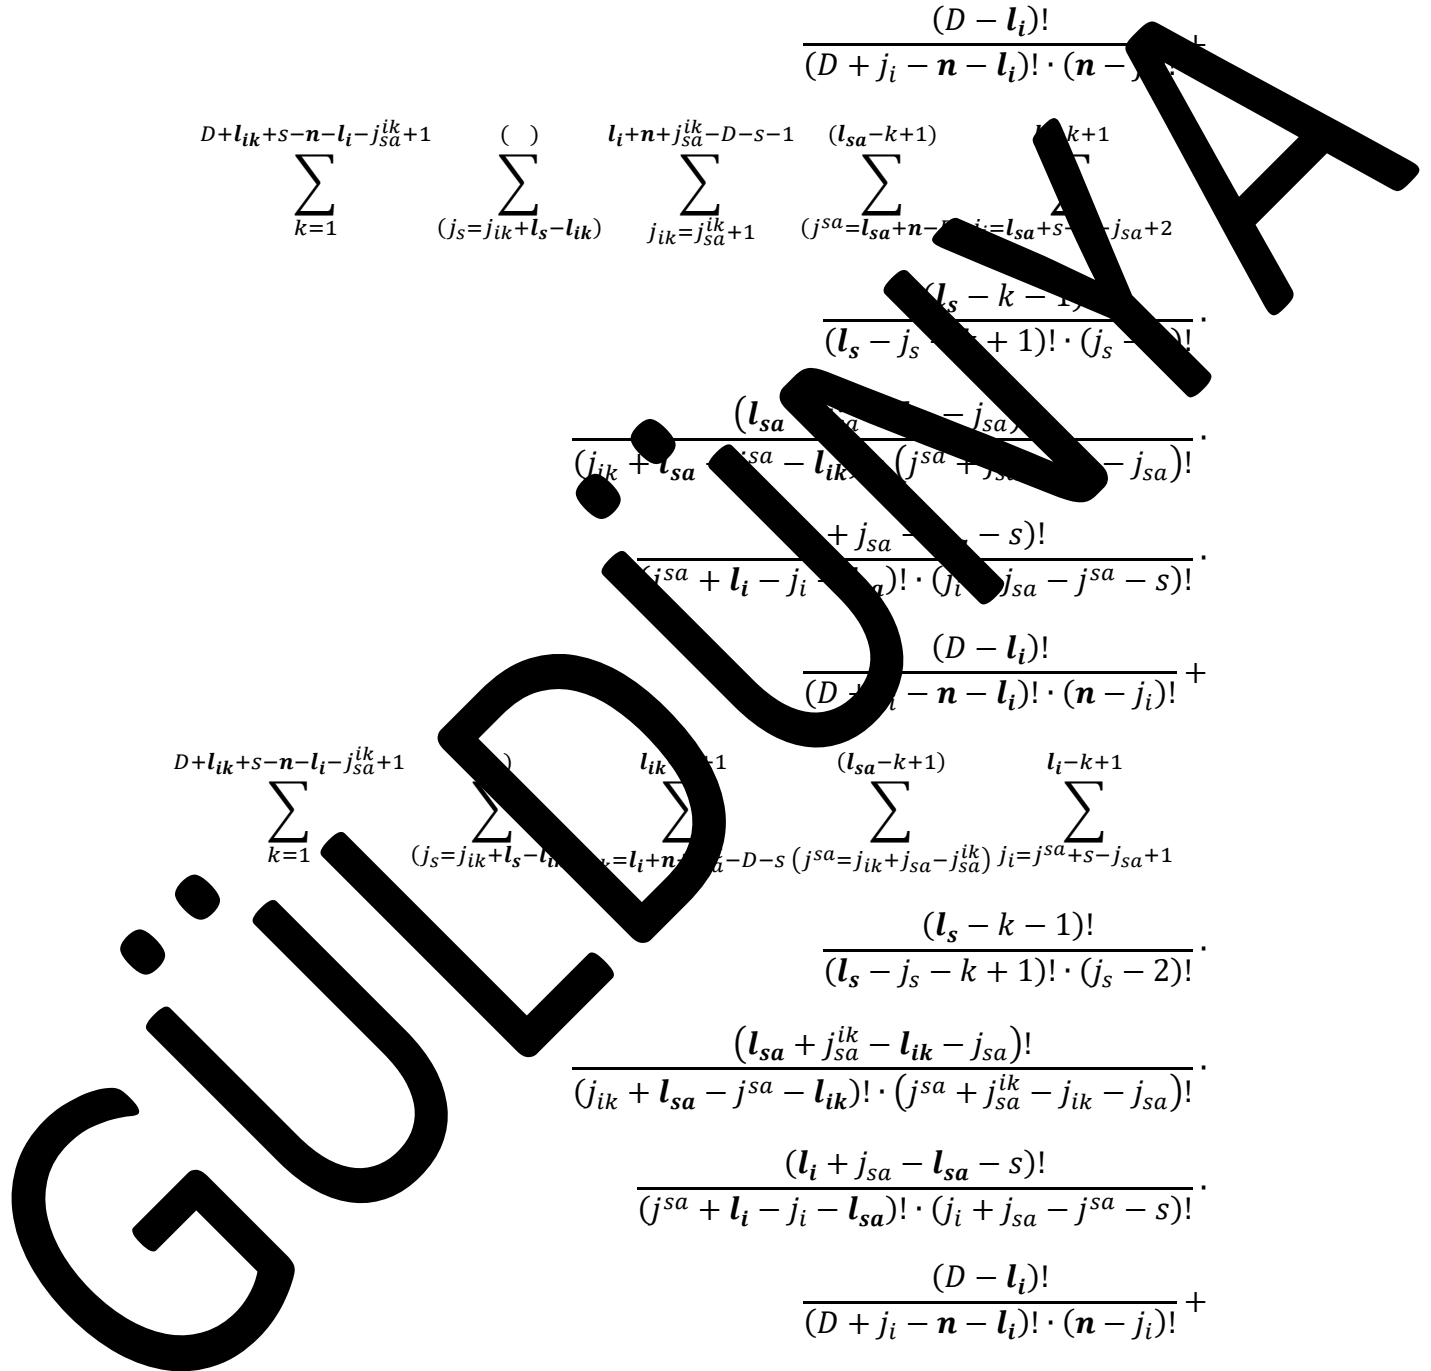 (D − l_i)!
/ (D + j_i − n − l_i)! · (n − j )! +
D+l_ik+s−n−l_i−j_sa^ik+1 ( ) l_i+n+j_sa^ik−D−s−1 (l_sa−k+1) k+1
∑ ∑ ∑ ∑ ∑
k=1 (j_s=j_ik+l_s−l_ik) j_ik=j_sa^ik+1 (j^sa=l_sa+n− =l_sa+s− −j_sa+2
(l_s − k − 1)
/ (l_s − j_s − k + 1)! · (j_s − )! ·
(l_sa − j_sa)
/ (j_ik + l_sa − j^sa − l_ik) (j^sa + j_sa − j_sa)! ·
+ j_sa − − s)!
/ (j^sa + l_i − j_i − l_sa)! · (j_i j_sa − j^sa − s)! ·
(D − l_i)!
/ (D + j_i − n − l_i)! · (n − j_i)! +
D+l_ik+s−n−l_i−j_sa^ik+1 ) l_ik +1 (l_sa−k+1) l_i−k+1
∑ ∑ ∑ ∑ ∑
k=1 (j_s=j_ik+l_s−l_ik =l_i+n+ −D−s (j^sa=j_ik+j_sa−j_sa^ik) j_i=j^sa+s−j_sa+1
(l_s − k − 1)!
/ (l_s − j_s − k + 1)! · (j_s − 2)! ·
(l_sa + j_sa^ik − l_ik − j_sa)!
/ (j_ik + l_sa − j^sa − l_ik)! · (j^sa + j_sa^ik − j_ik − j_sa)! ·
(l_i + j_sa − l_sa − s)!
/ (j^sa + l_i − j_i − l_sa)! · (j_i + j_sa − j^sa − s)! ·
(D − l_i)!
/ (D + j_i − n − l_i)! · (n − j_i)! +
GÜLDÜNYA